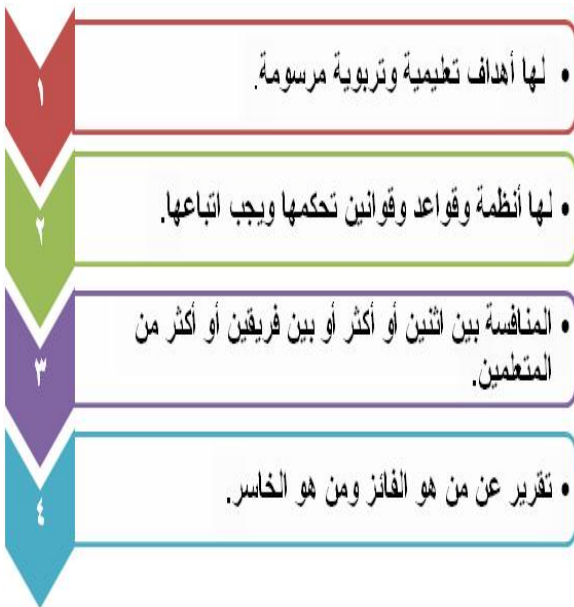 ١
• لها أهداف تعليمية وتربوية مرسومة.
٢
• لها أنظمة وقواعد وقوانين تحكمها ويجب اتباعها.
٣
• المنافسة بين اثنين أو أكثر أو بين فريقين أو أكثر من
المتعلمين.
٤
• تقرير عن من هو الفائز ومن هو الخاسر.